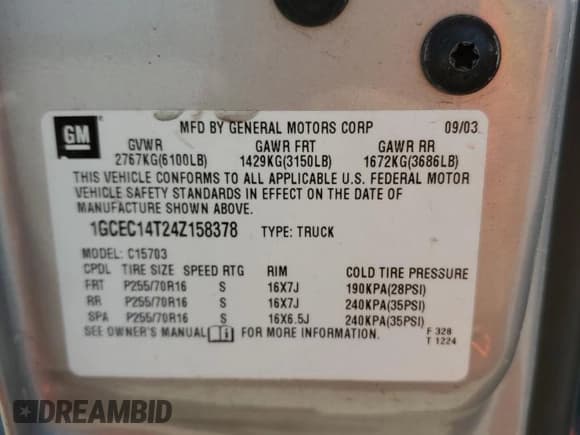 GM
MFD BY GENERAL MOTORS CORP 09/03
GVWR GAWR FRT GAWR RR
2767KG(6100LB) 1429KG(3150LB) 1672KG(3686LB)
THIS VEHICLE CONFORMS TO ALL APPLICABLE U.S. FEDERAL MOTOR
VEHICLE SAFETY STANDARDS IN EFFECT ON THE DATE OF
MANUFACTURE SHOWN ABOVE.
1GCEC14T24Z158378 TYPE: TRUCK
MODEL: C15703
CPDL TIRE SIZE SPEED RTG RIM COLD TIRE PRESSURE
FRT P255/70R16 S 16X7J 190KPA(28PSI)
RR P255/70R16 S 16X7J 240KPA(35PSI)
SPA P255/70R16 S 16X6.5J 240KPA(35PSI)
SEE OWNER'S MANUAL FOR MORE INFORMATION.
F 328
T 1224
DREAMBID